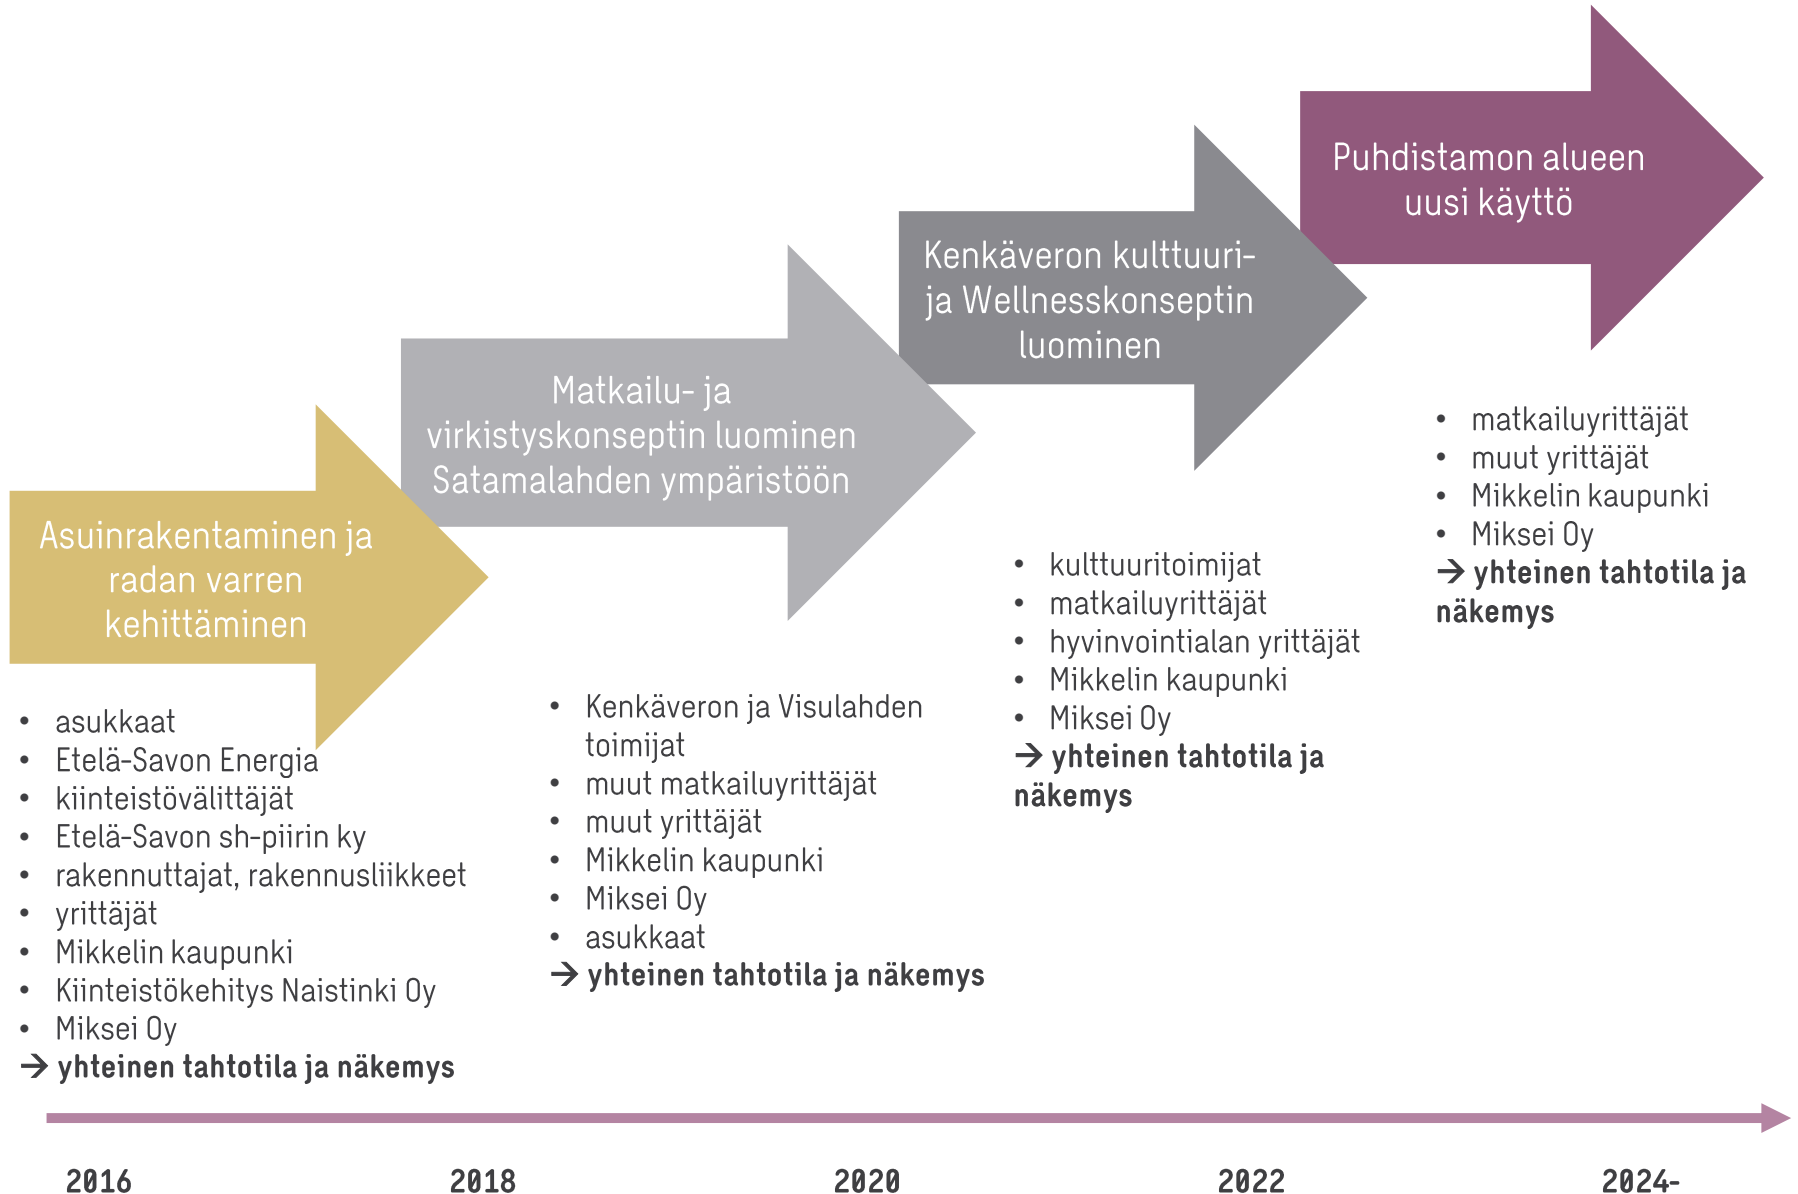 Asuinrakentaminen ja
radan varren
kehittäminen
• asukkaat
• Etelä-Savon Energia
• kiinteistövälittäjät
• Etelä-Savon sh-piirin ky
• rakennuttajat, rakennusliikkeet
• yrittäjät
• Mikkelin kaupunki
• Kiinteistökehitys Naistinki Oy
• Miksei Oy
→ yhteinen tahtotila ja näkemys
Matkailu- ja
virkistyskonseptin luominen
Satamalahden ympäristöön
• Kenkäveron ja Visulahden
toimijat
• muut matkailuyrittäjät
• muut yrittäjät
• Mikkelin kaupunki
• Miksei Oy
• asukkaat
→ yhteinen tahtotila ja näkemys
Kenkäveron kulttuuri-
ja Wellnesskonseptin
luominen
• kulttuuritoimijat
• matkailuyrittäjät
• hyvinvointialan yrittäjät
• Mikkelin kaupunki
• Miksei Oy
→ yhteinen tahtotila ja
näkemys
Puhdistamon alueen
uusi käyttö
• matkailuyrittäjät
• muut yrittäjät
• Mikkelin kaupunki
• Miksei Oy
→ yhteinen tahtotila ja
näkemys
2016 2018 2020 2022 2024-